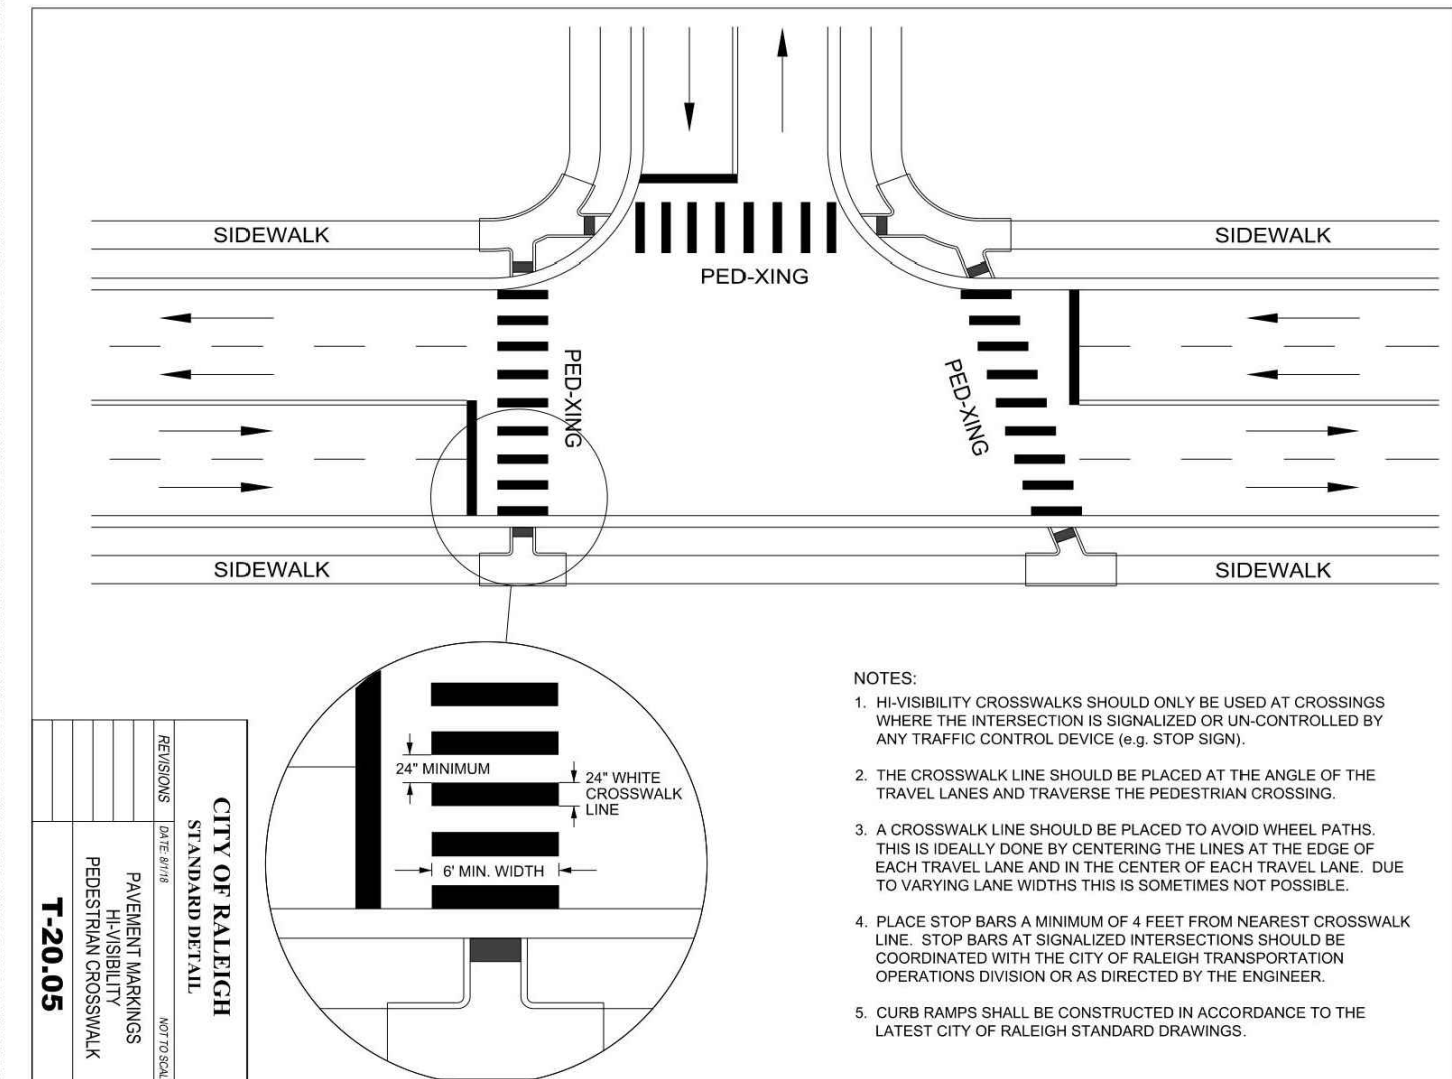 SIDEWALK
SIDEWALK
PED-XING
PED-XING
PED-XING
SIDEWALK
SIDEWALK
24" MINIMUM
24" WHITE
CROSSWALK
LINE
6' MIN. WIDTH
NOTES:
1. HI-VISIBILITY CROSSWALKS SHOULD ONLY BE USED AT CROSSINGS
WHERE THE INTERSECTION IS SIGNALIZED OR UN-CONTROLLED BY
ANY TRAFFIC CONTROL DEVICE (e.g. STOP SIGN).
2. THE CROSSWALK LINE SHOULD BE PLACED AT THE ANGLE OF THE
TRAVEL LANES AND TRAVERSE THE PEDESTRIAN CROSSING.
3. A CROSSWALK LINE SHOULD BE PLACED TO AVOID WHEEL PATHS.
THIS IS IDEALLY DONE BY CENTERING THE LINES AT THE EDGE OF
EACH TRAVEL LANE AND IN THE CENTER OF EACH TRAVEL LANE. DUE
TO VARYING LANE WIDTHS THIS IS SOMETIMES NOT POSSIBLE.
4. PLACE STOP BARS A MINIMUM OF 4 FEET FROM NEAREST CROSSWALK
LINE. STOP BARS AT SIGNALIZED INTERSECTIONS SHOULD BE
COORDINATED WITH THE CITY OF RALEIGH TRANSPORTATION
OPERATIONS DIVISION OR AS DIRECTED BY THE ENGINEER.
5. CURB RAMPS SHALL BE CONSTRUCTED IN ACCORDANCE TO THE
LATEST CITY OF RALEIGH STANDARD DRAWINGS.
CITY OF RALEIGH
STANDARD DETAIL
REVISIONS
DATE: 8/1/18
NOT TO SCAL
PAVEMENT MARKINGS
HI-VISIBILITY
PEDESTRIAN CROSSWALK
T-20.05